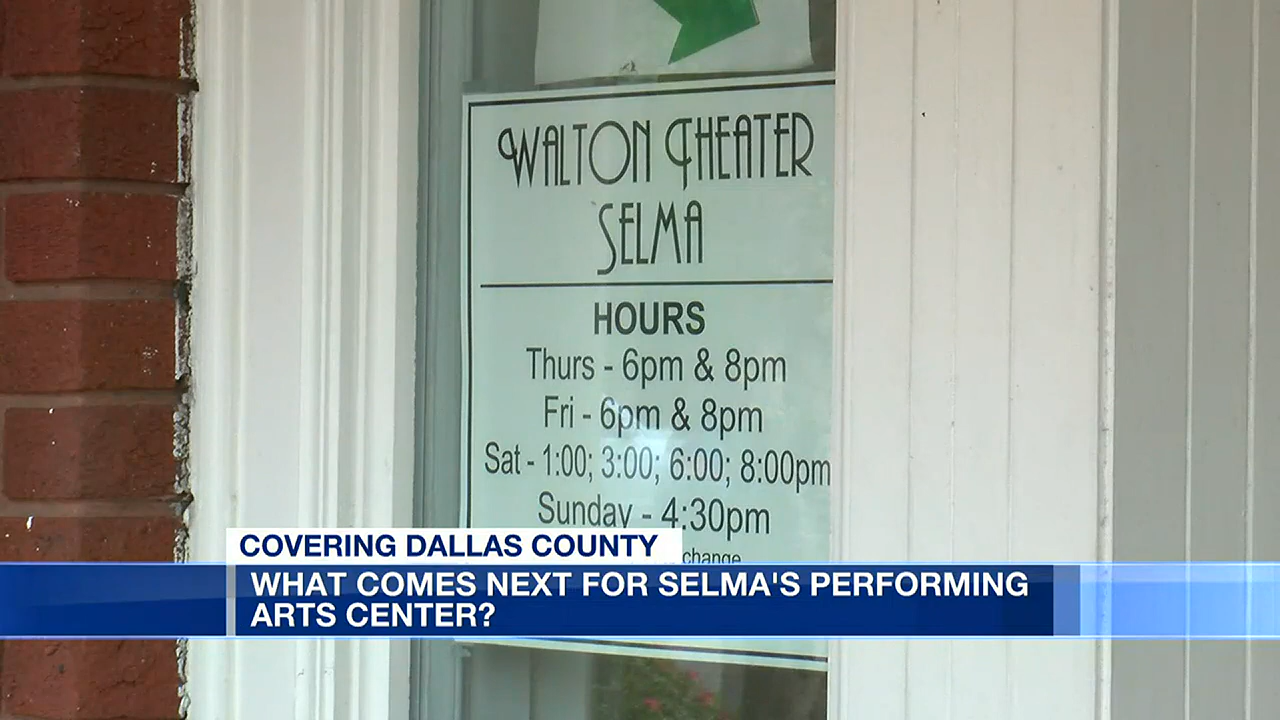 WALTON THEATER
SELMA
HOURS
Thurs - 6pm & 8pm
Fri - 6pm & 8pm
Sat - 1:00; 3:00; 6:00; 8:00pm
Sunday - 4:30pm
change
COVERING DALLAS COUNTY
WHAT COMES NEXT FOR SELMA'S PERFORMING
ARTS CENTER?